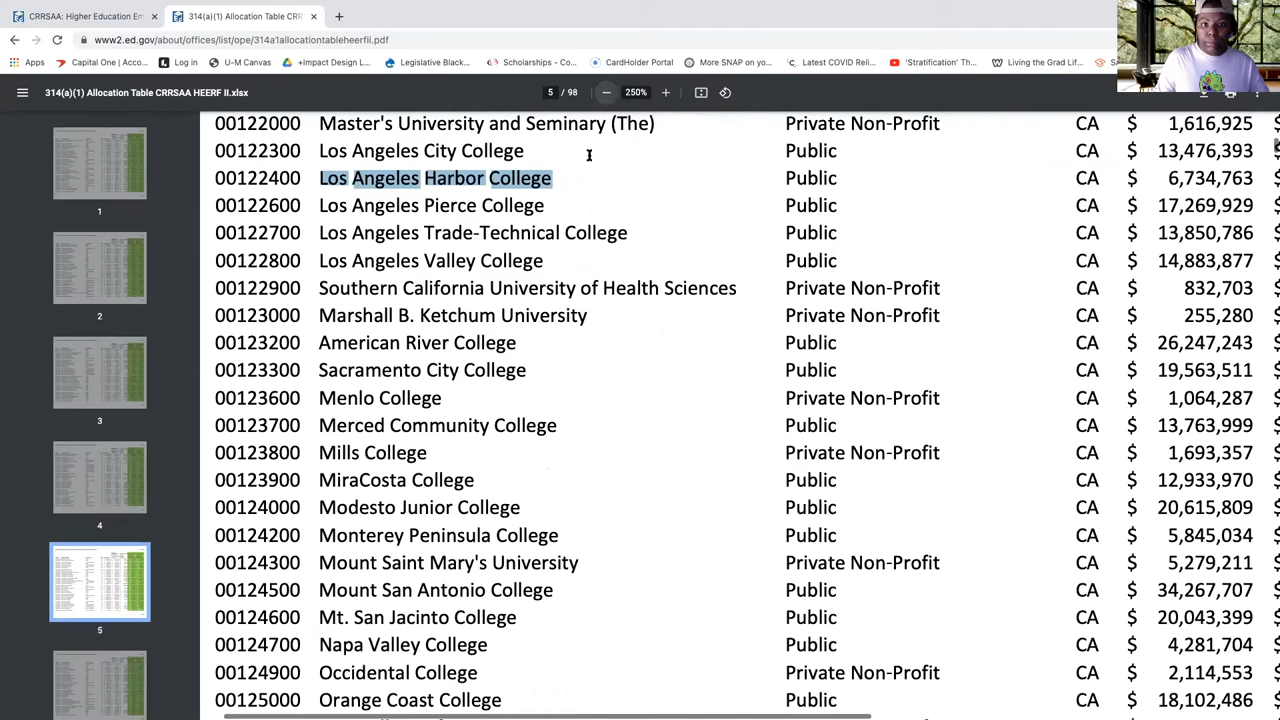 CRRSAA: Higher Education Em
314(a)(1) Allocation Table CRR
www2.ed.gov/about/offices/list/ope/314a1allocationtableheerfii.pdf
Apps
Capital One | Acco...
Log in
U-M Canvas
+Impact Design L...
Legislative Black...
Scholarships - Co...
CardHolder Portal
More SNAP on yo...
Latest COVID Reli...
'Stratification' Th...
Living the Grad Lif...
314(a)(1) Allocation Table CRRSAA HEERF II.xlsx
5 / 98
250%
00122000 Master's University and Seminary (The) Private Non-Profit CA $ 1,616,925
00122300 Los Angeles City College Public CA $ 13,476,393
00122400 Los Angeles Harbor College Public CA $ 6,734,763
00122600 Los Angeles Pierce College Public CA $ 17,269,929
00122700 Los Angeles Trade-Technical College Public CA $ 13,850,786
00122800 Los Angeles Valley College Public CA $ 14,883,877
00122900 Southern California University of Health Sciences Private Non-Profit CA $ 832,703
00123000 Marshall B. Ketchum University Private Non-Profit CA $ 255,280
00123200 American River College Public CA $ 26,247,243
00123300 Sacramento City College Public CA $ 19,563,511
00123600 Menlo College Private Non-Profit CA $ 1,064,287
00123700 Merced Community College Public CA $ 13,763,999
00123800 Mills College Private Non-Profit CA $ 1,693,357
00123900 MiraCosta College Public CA $ 12,933,970
00124000 Modesto Junior College Public CA $ 20,615,809
00124200 Monterey Peninsula College Public CA $ 5,845,034
00124300 Mount Saint Mary's University Private Non-Profit CA $ 5,279,211
00124500 Mount San Antonio College Public CA $ 34,267,707
00124600 Mt. San Jacinto College Public CA $ 20,043,399
00124700 Napa Valley College Public CA $ 4,281,704
00124900 Occidental College Private Non-Profit CA $ 2,114,553
00125000 Orange Coast College Public CA $ 18,102,486
1
2
3
4
5